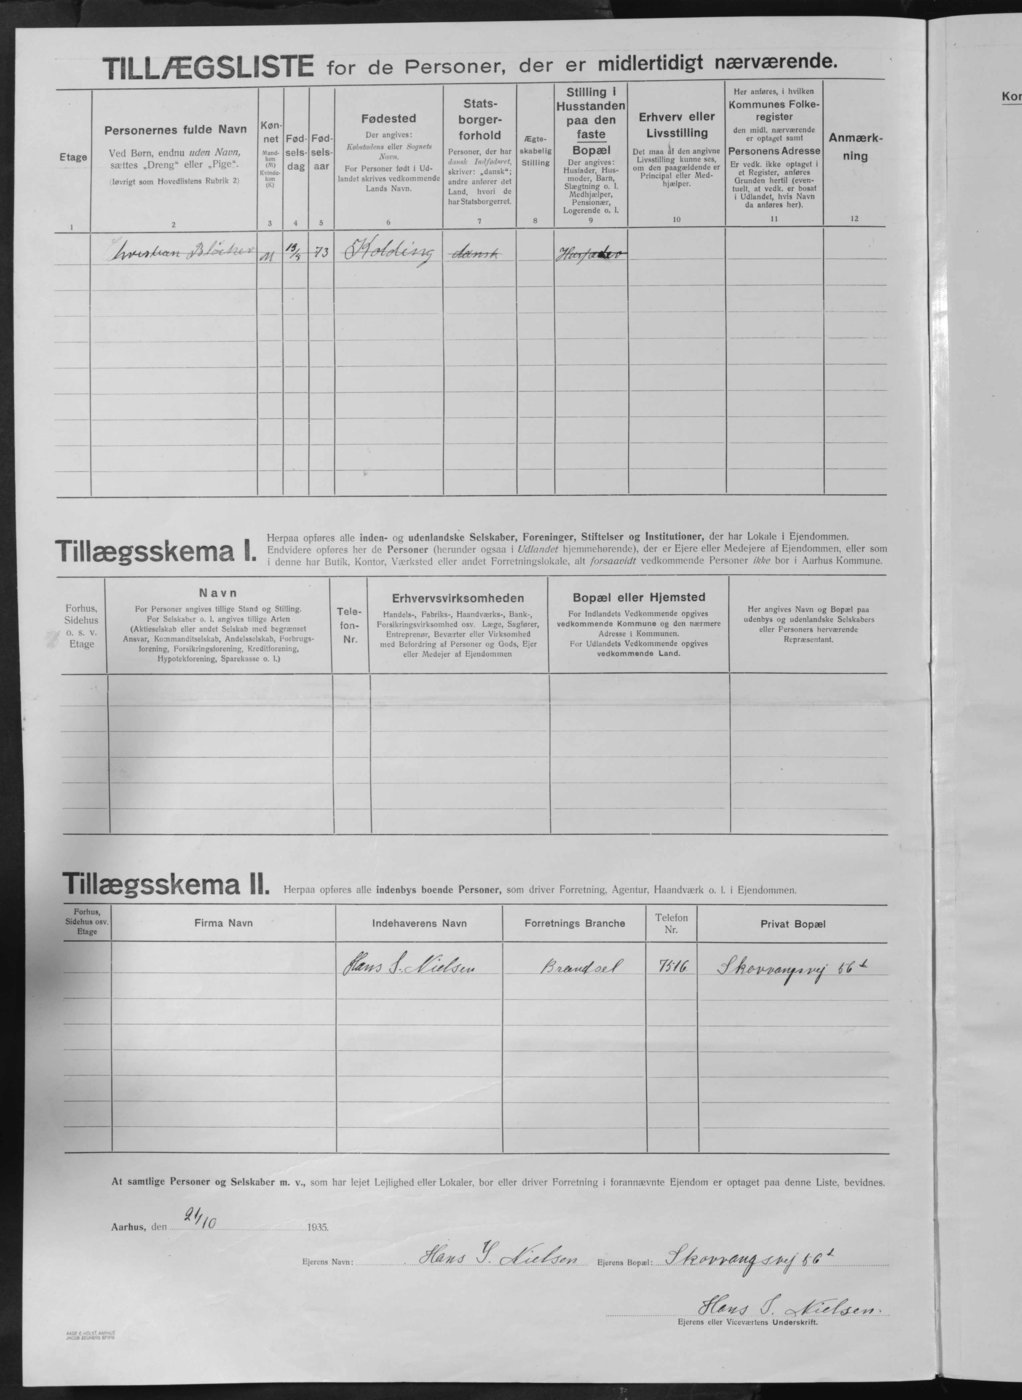 TILLÆGSLISTE for de Personer, der er midlertidigt nærværende.
Etage
1
Personernes fulde Navn
Ved Børn, endnu uden Navn,
sættes „Dreng“ eller „Pige“.
(Iøvrigt som Hovedlistens Rubrik 2)
2
Køn-
net
Mand-
køn
(M)
Kvinde-
køn
(K)
3
Fød-
sels-
dag
4
Fød-
sels-
aar
5
Fødested
Der angives:
Købstadens eller Sognets
Navn.
For Personer født i Ud-
landet skrives vedkommende
Lands Navn.
6
Stats-
borger-
forhold
Personer, der har
dansk Indfødsret,
skriver: „dansk“;
andre anfører det
Land, hvori de
har Statsborgerret.
7
Ægte-
skabelig
Stilling
8
Stilling i
Husstanden
paa den
faste
Bopæl
Der angives:
Husfader, Hus-
moder, Barn,
Slægtning o. l.
Medhjælper,
Pensionær,
Logerende o. l.
9
Erhverv eller
Livsstilling
Det maa af den angivne
Livsstilling kunne ses,
om den paagældende er
Principal eller Med-
hjælper.
10
Her anføres, i hvilken
Kommunes Folke-
register
den midl. nærværende
er optaget samt
Personens Adresse
Er vedk. ikke optaget i
et Register, anføres
Grunden hertil (even-
tuelt, at vedk. er bosat
i Udlandet, hvis Navn
da anføres her).
11
Anmærk-
ning
12
M 19/4 73 Kolding dansk Husfader
Tillægsskema I.
Herpaa opføres alle inden- og udenlandske Selskaber, Foreninger, Stiftelser og Institutioner, der har Lokale i Ejendommen.
Endvidere opføres her de Personer (herunder ogsaa i Udlandet hjemmehørende), der er Ejere eller Medejere af Ejendommen, eller som
i denne har Butik, Kontor, Værksted eller andet Forretningslokale, alt forsaavidt vedkommende Personer ikke bor i Aarhus Kommune.
Forhus,
Sidehus
o. s. v.
Etage
Navn
For Personer angives tillige Stand og Stilling.
For Selskaber o. l. angives tillige Arten
(Aktieselskab eller andet Selskab med begrænset
Ansvar, Kommanditselskab, Andelsselskab, Forbrugs-
forening, Forsikringsforening, Kreditforening,
Hypotekforening, Sparekasse o. l.)
Tele-
fon-
Nr.
Erhvervsvirksomheden
Handels-, Fabriks-, Haandværks-, Bank-,
Forsikringsvirksomhed osv. Læge, Sagfører,
Entreprenør, Beværter eller Virksomhed
med Befordring af Personer og Gods, Ejer
eller Medejer af Ejendommen
Bopæl eller Hjemsted
For Indlandets Vedkommende opgives
vedkommende Kommune og den nærmere
Adresse i Kommunen.
For Udlandets Vedkommende opgives
vedkommende Land.
Her angives Navn og Bopæl paa
udenbys og udenlandske Selskabers
eller Personers herværende
Repræsentant.
Tillægsskema II.
Herpaa opføres alle indenbys boende Personer, som driver Forretning, Agentur, Haandværk o. l. i Ejendommen.
Forhus,
Sidehus osv.
Etage
Firma Navn
Indehaverens Navn
Forretnings Branche
Telefon
Nr.
Privat Bopæl
Hans S. Nielsen Brændsel 7516 Skovvangsvej 56
At samtlige Personer og Selskaber m. v., som har lejet Lejlighed eller Lokaler, bor eller driver Forretning i forannævnte Ejendom er optaget paa denne Liste, bevidnes.
Aarhus, den 24/10 1935.
Ejerens Navn: Hans S. Nielsen Ejerens Bopæl: Skovvangsvej 56
Hans S. Nielsen.
Ejerens eller Viceværtens Underskrift.